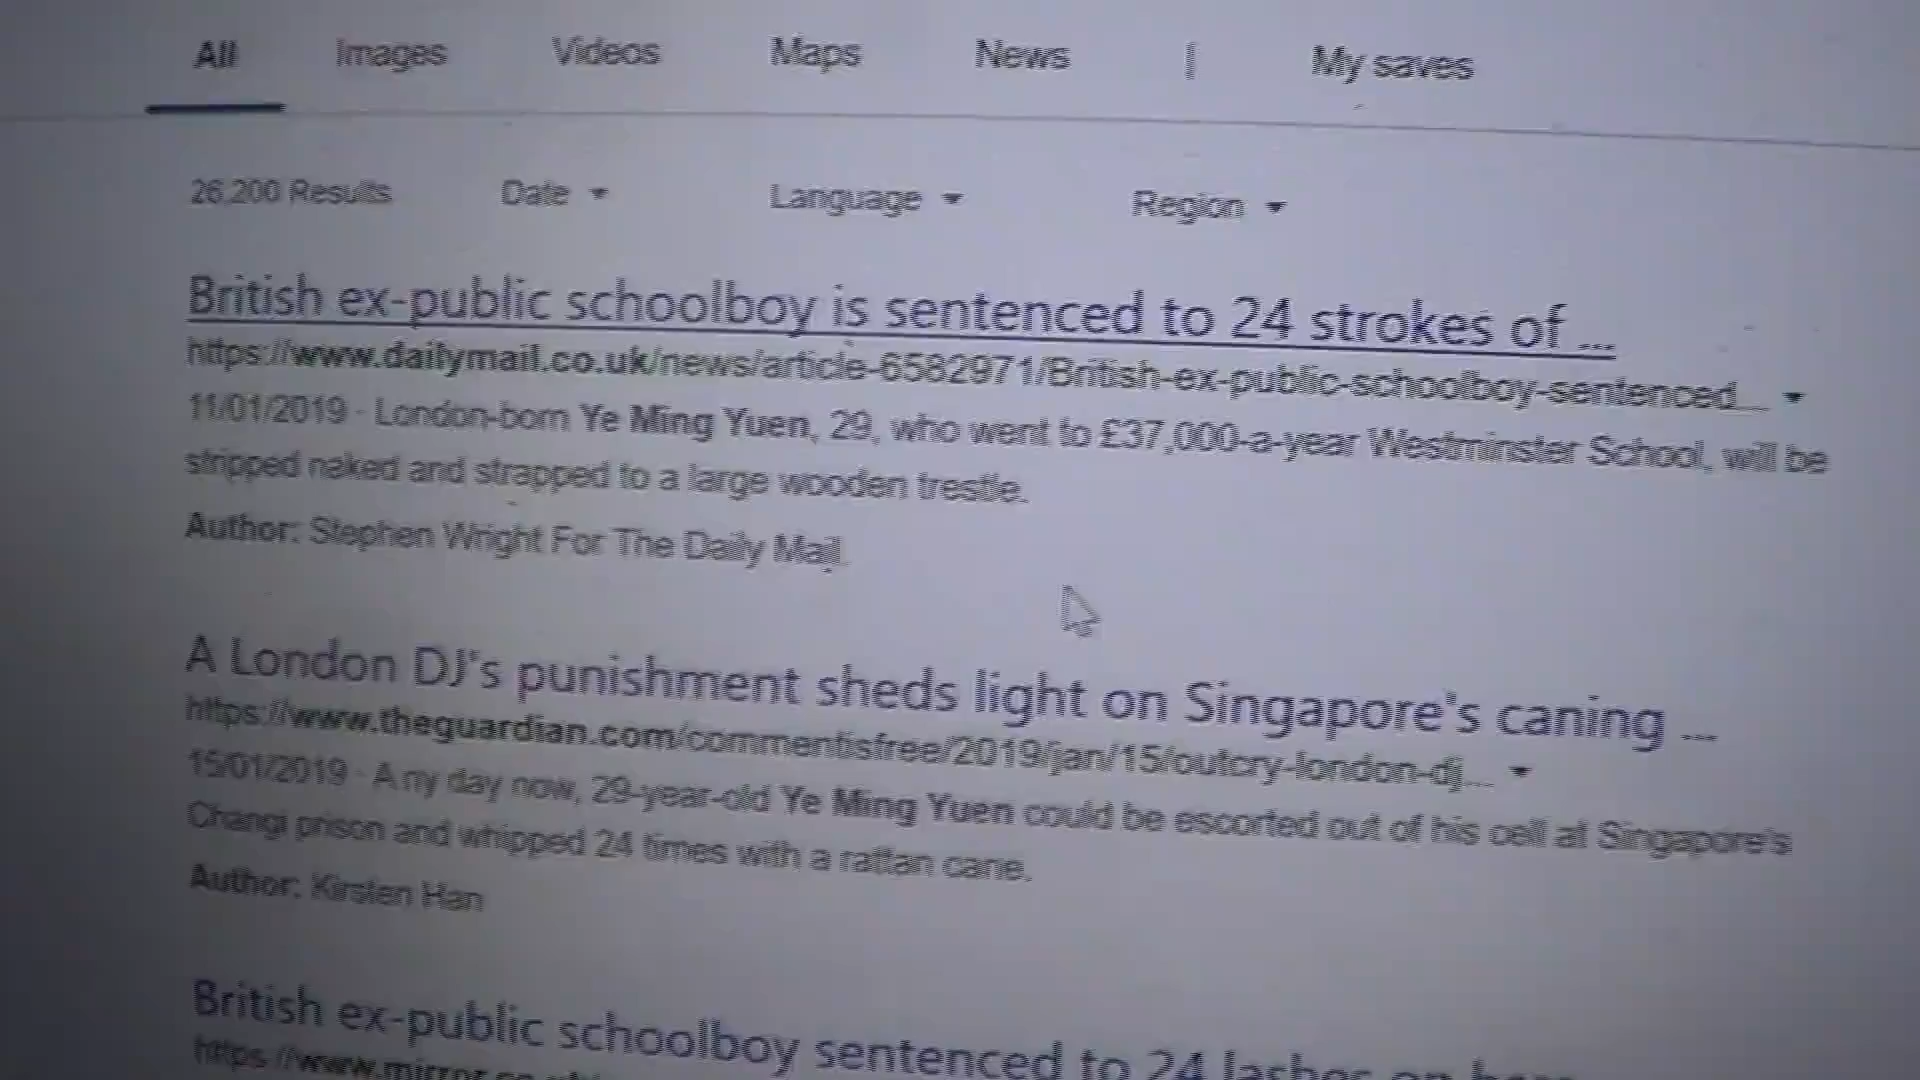 All Images Videos Maps News | My saves
26,200 Results Date Language Region
British ex-public schoolboy is sentenced to 24 strokes of ...
https://www.dailymail.co.uk/news/article-6582971/British-ex-public-schoolboy-sentenced...
11/01/2019 · London-born Ye Ming Yuen, 29, who went to £37,000-a-year Westminster School, will be
stripped naked and strapped to a large wooden trestle.
Author: Stephen Wright For The Daily Mail
A London DJ's punishment sheds light on Singapore's caning ...
https://www.theguardian.com/commentisfree/2019/jan/15/outcry-london-dj...
15/01/2019 · Any day now, 29-year-old Ye Ming Yuen could be escorted out of his cell at Singapore's
Changi prison and whipped 24 times with a rattan cane.
Author: Kirsten Han
British ex-public schoolboy sentenced to 24 lashes on
https://www.mirror.co